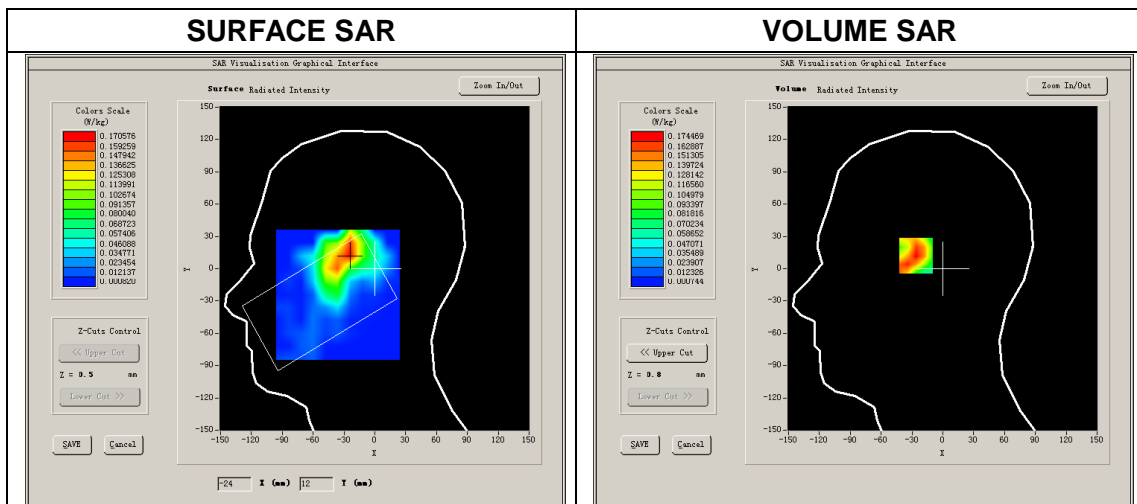 SURFACE SAR
VOLUME SAR
SAR Visualisation Graphical Interface
Surface Radiated Intensity
Zoom In/Out
Colors Scale
(W/kg)
0.170576
0.159259
0.147942
0.136625
0.125308
0.113991
0.102674
0.091357
0.080040
0.068723
0.057406
0.046088
0.034771
0.023454
0.012137
0.000820
150
120
90
60
30
0
-30
-60
-90
-120
-150
Y
-150 -120 -90 -60 -30 0 30 60 90 120 150
X
Z-Cuts Control
<< Upper Cut
Z = 0.5 mm
Lower Cut >>
SAVE Cancel
-24 X (mm) 12 Y (mm)
SAR Visualisation Graphical Interface
Volume Radiated Intensity
Zoom In/Out
Colors Scale
(W/kg)
0.174469
0.162887
0.151305
0.139724
0.128142
0.116560
0.104979
0.093397
0.081816
0.070234
0.058652
0.047071
0.035489
0.023907
0.012326
0.000744
150
120
90
60
30
0
-30
-60
-90
-120
-150
Y
-150 -120 -90 -60 -30 0 30 60 90 120 150
X
Z-Cuts Control
<< Upper Cut
Z = 0.8 mm
Lower Cut >>
SAVE Cancel